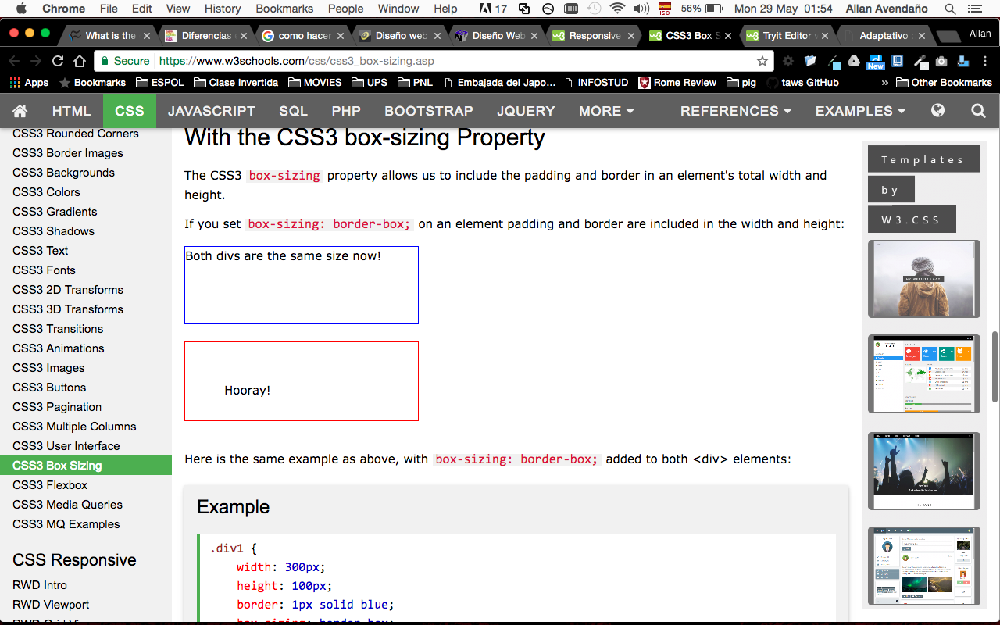 Chrome File Edit View History Bookmarks People Window Help 17 ISO 56% Mon 29 May 01:54 Allan Avendaño
What is the Diferencias como hacer Diseño web Diseño Web Responsive CSS3 Box S Tryit Editor v Adaptativo Allan
Secure https://www.w3schools.com/css/css3_box-sizing.asp New
Apps Bookmarks ESPOL Clase Invertida MOVIES UPS PNL Embajada del Japo... INFOSTUD Rome Review pig taws GitHub » Other Bookmarks
HTML CSS JAVASCRIPT SQL PHP BOOTSTRAP JQUERY MORE REFERENCES EXAMPLES
CSS3 Rounded Corners
CSS3 Border Images
CSS3 Backgrounds
CSS3 Colors
CSS3 Gradients
CSS3 Shadows
CSS3 Text
CSS3 Fonts
CSS3 2D Transforms
CSS3 3D Transforms
CSS3 Transitions
CSS3 Animations
CSS3 Images
CSS3 Buttons
CSS3 Pagination
CSS3 Multiple Columns
CSS3 User Interface
CSS3 Box Sizing
CSS3 Flexbox
CSS3 Media Queries
CSS3 MQ Examples
CSS Responsive
RWD Intro
RWD Viewport
RWD Grid View
With the CSS3 box-sizing Property
The CSS3 box-sizing property allows us to include the padding and border in an element's total width and
height.
If you set box-sizing: border-box; on an element padding and border are included in the width and height:
Both divs are the same size now!
Hooray!
Here is the same example as above, with box-sizing: border-box; added to both <div> elements:
Example
.div1 {
width: 300px;
height: 100px;
border: 1px solid blue;
box-sizing: border-box;
Templates
by
W3.CSS